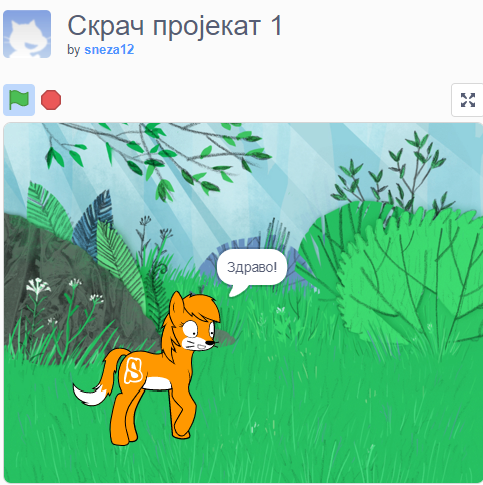 Скрач пројекат 1
by sneza12
Здраво!
S